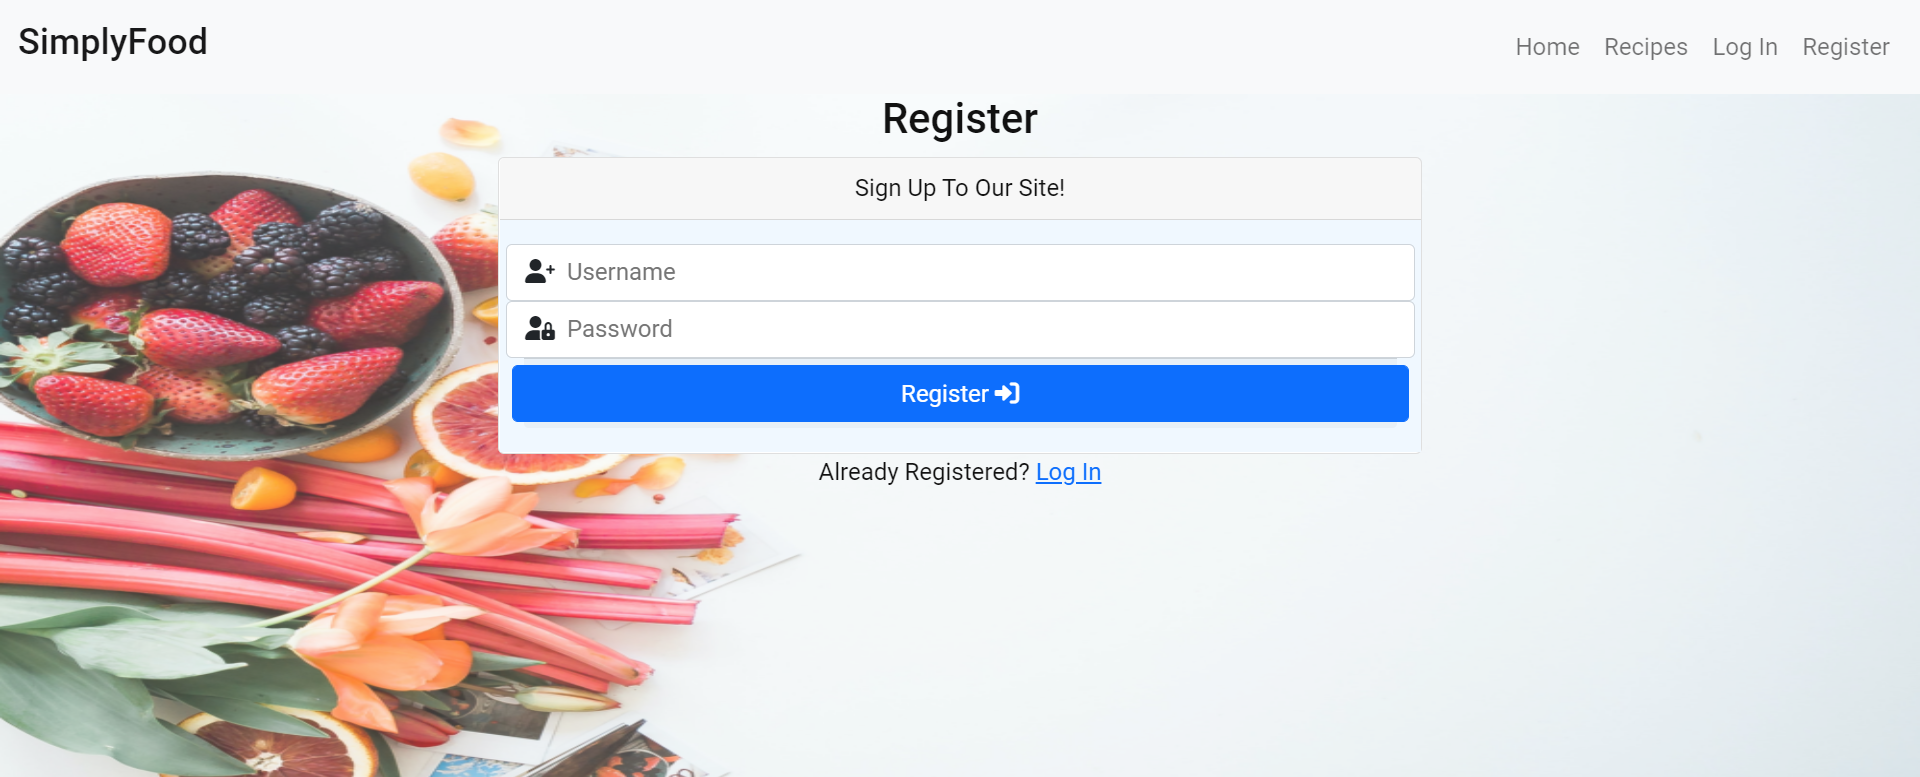 SimplyFood
Home Recipes Log In Register
Register
Sign Up To Our Site!
Username
Password
Register
Already Registered? Log In